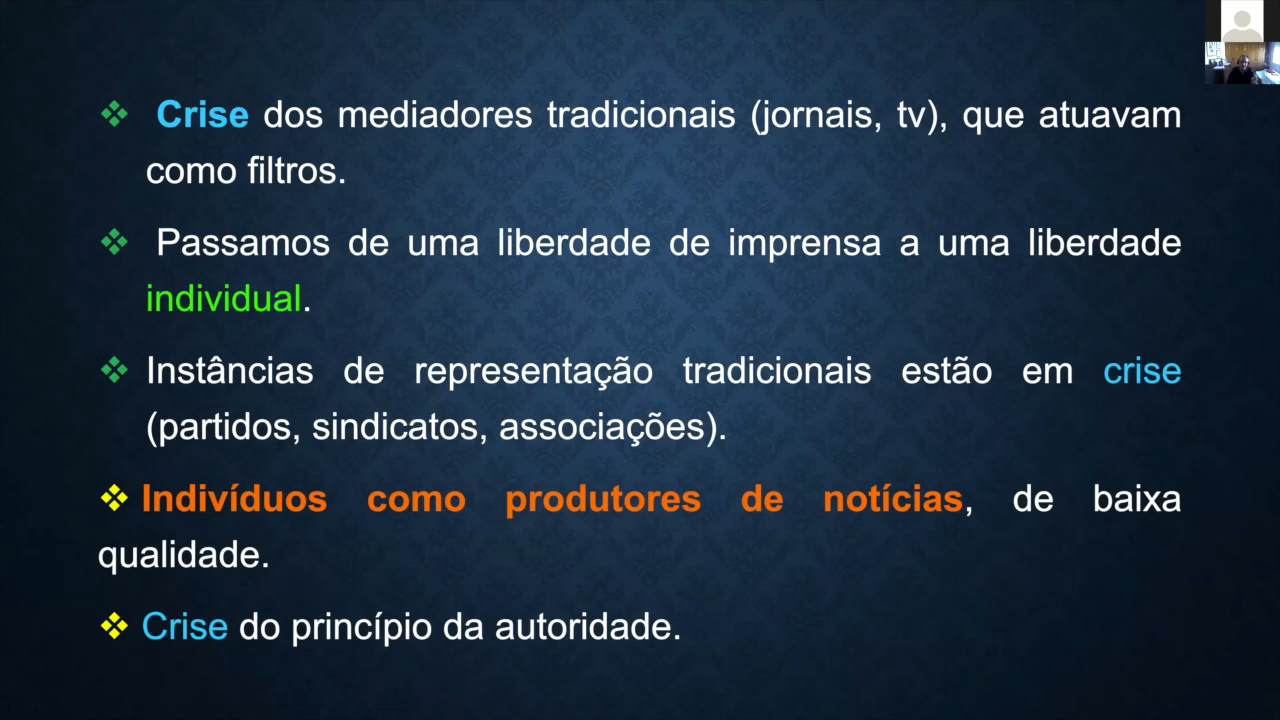 Crise dos mediadores tradicionais (jornais, tv), que atuavam
como filtros.
Passamos de uma liberdade de imprensa a uma liberdade
individual.
Instâncias de representação tradicionais estão em crise
(partidos, sindicatos, associações).
Indivíduos como produtores de notícias, de baixa
qualidade.
Crise do princípio da autoridade.